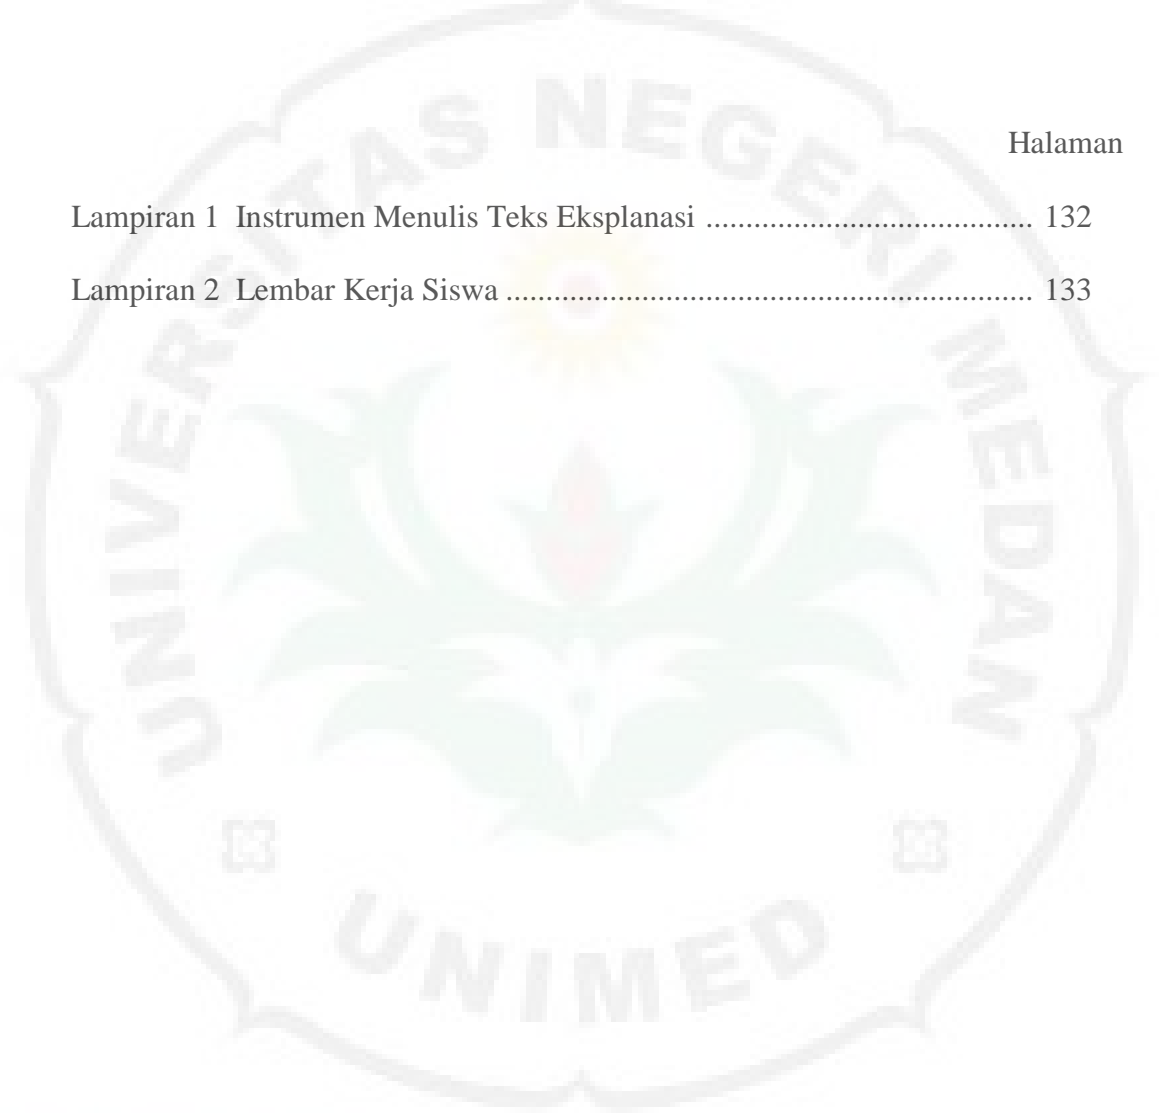 Halaman
Lampiran 1 Instrumen Menulis Teks Eksplanasi ......................................... 132
Lampiran 2 Lembar Kerja Siswa .................................................................. 133
UNIVERSITAS NEGERI MEDAN
UNIMED